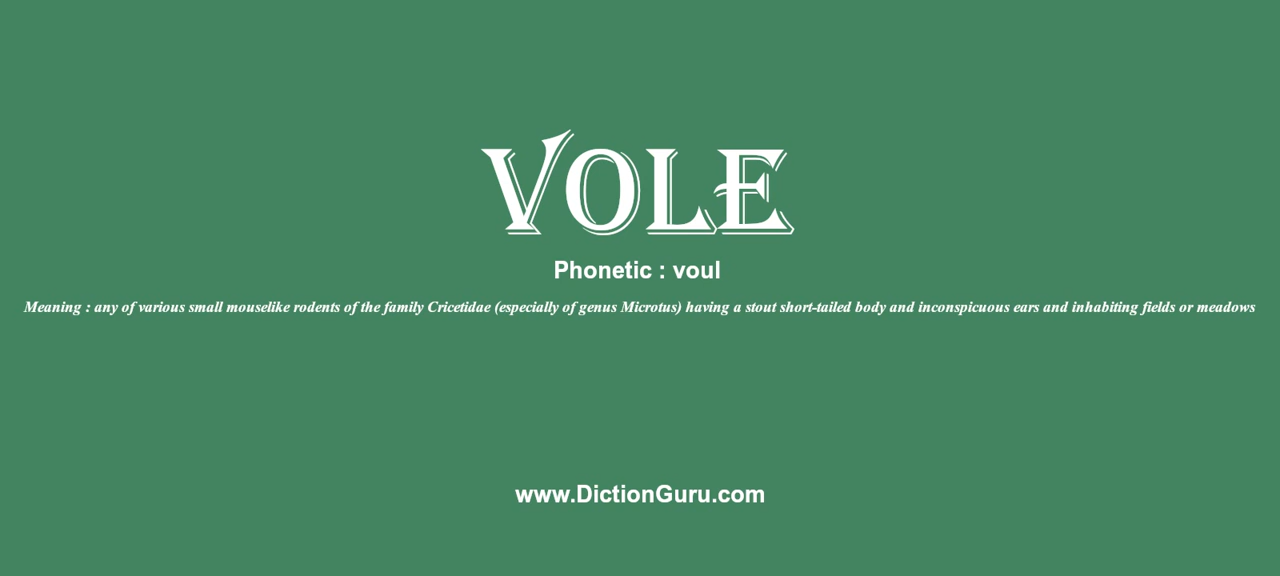 VOLE
Phonetic : voul
Meaning : any of various small mouselike rodents of the family Cricetidae (especially of genus Microtus) having a stout short-tailed body and inconspicuous ears and inhabiting fields or meadows
www.DictionGuru.com